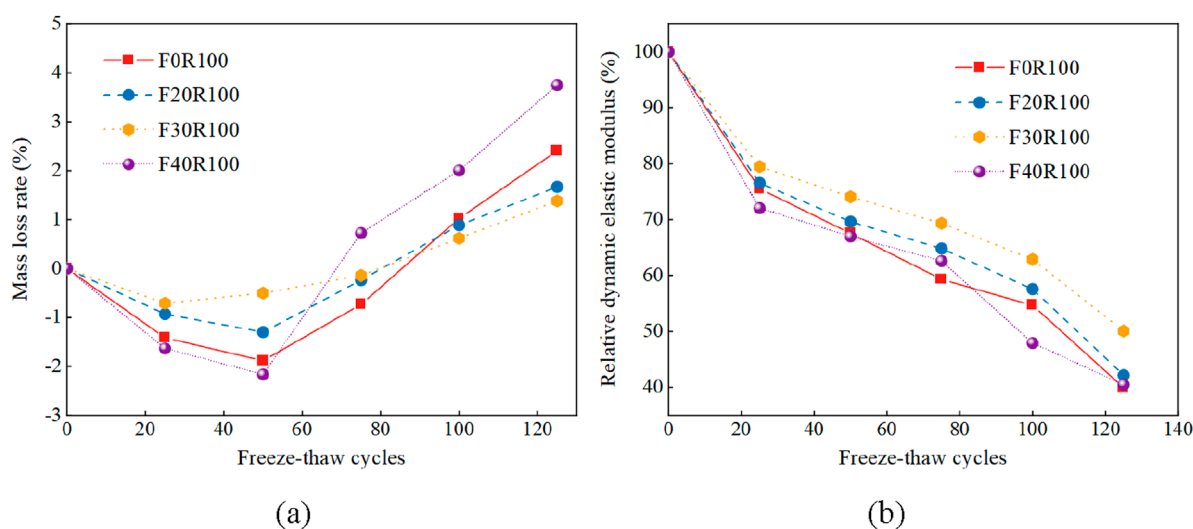 5
4
3
2
1
0
-1
-2
-3
Mass loss rate (%)
F0R100
F20R100
F30R100
F40R100
0 20 40 60 80 100 120
Freeze-thaw cycles
(a)
100
90
80
70
60
50
40
Relative dynamic elastic modulus (%)
F0R100
F20R100
F30R100
F40R100
0 20 40 60 80 100 120 140
Freeze-thaw cycles
(b)